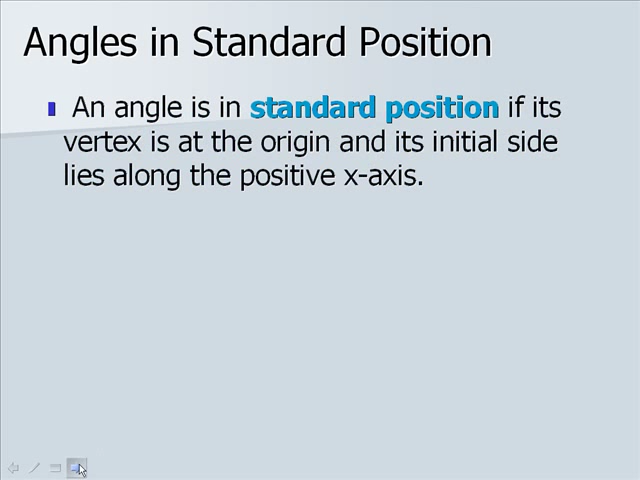 Angles in Standard Position
An angle is in standard position if its
vertex is at the origin and its initial side
lies along the positive x-axis.